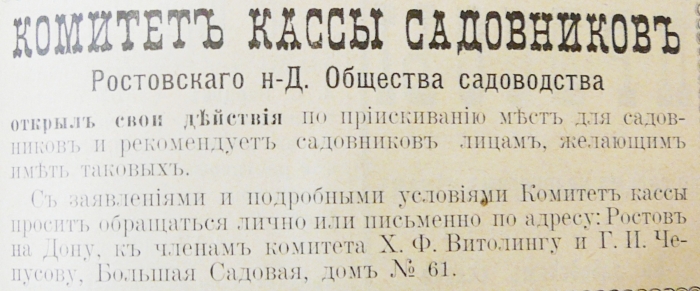 КОМИТЕТЪ КАССЫ САДОВНИКОВЪ
Ростовскаго н-Д. Общества садоводства
открылъ свои дѣйствія по пріисканію мѣстъ для садов-
никовъ и рекомендуетъ садовниковъ лицамъ, желающимъ
имѣть таковыхъ.
Съ заявленіями и подробными условіями Комитетъ кассы
проситъ обращаться лично или письменно по адресу: Ростовъ
на Дону, къ членамъ комитета Х. Ф. Витолингу и Г. И. Че-
пусову, Большая Садовая, домъ № 61.